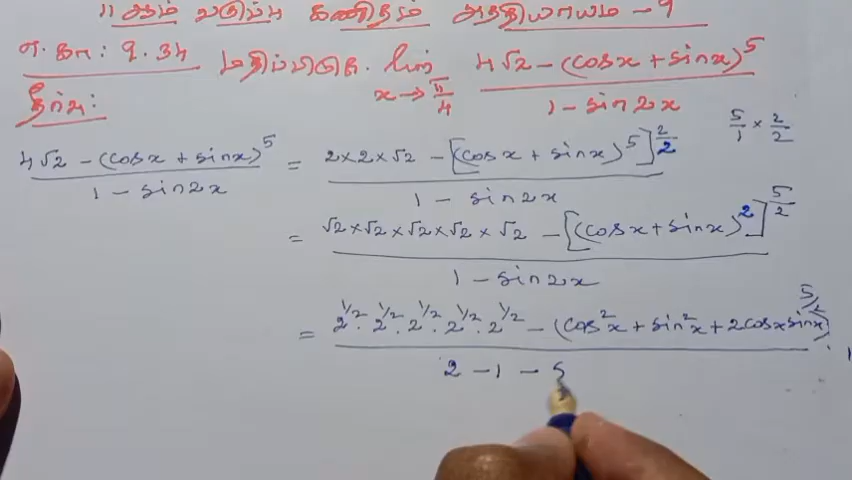 11 ஆம் வகுப்பு கணிதம் அத்தியாயம் - 9
எ.கா: 9.34 மதிப்பிடுக. lim x→π/4 (4√2 - (cosx + sinx)^5) / (1 - sin2x)
தீர்வு:
5/1 × 2/2
(4√2 - (cosx + sinx)^5) / (1 - sin2x) = (2×2×√2 - [(cosx + sinx)^5]^(2/2)) / (1 - sin2x)
= (√2×√2×√2×√2×√2 - [(cosx + sinx)^2]^(5/2)) / (1 - sin2x)
= (2^(1/2) . 2^(1/2) . 2^(1/2) . 2^(1/2) . 2^(1/2) - (cos^2x + sin^2x + 2cosx sinx)^(5/2)) / (2 - 1 - s